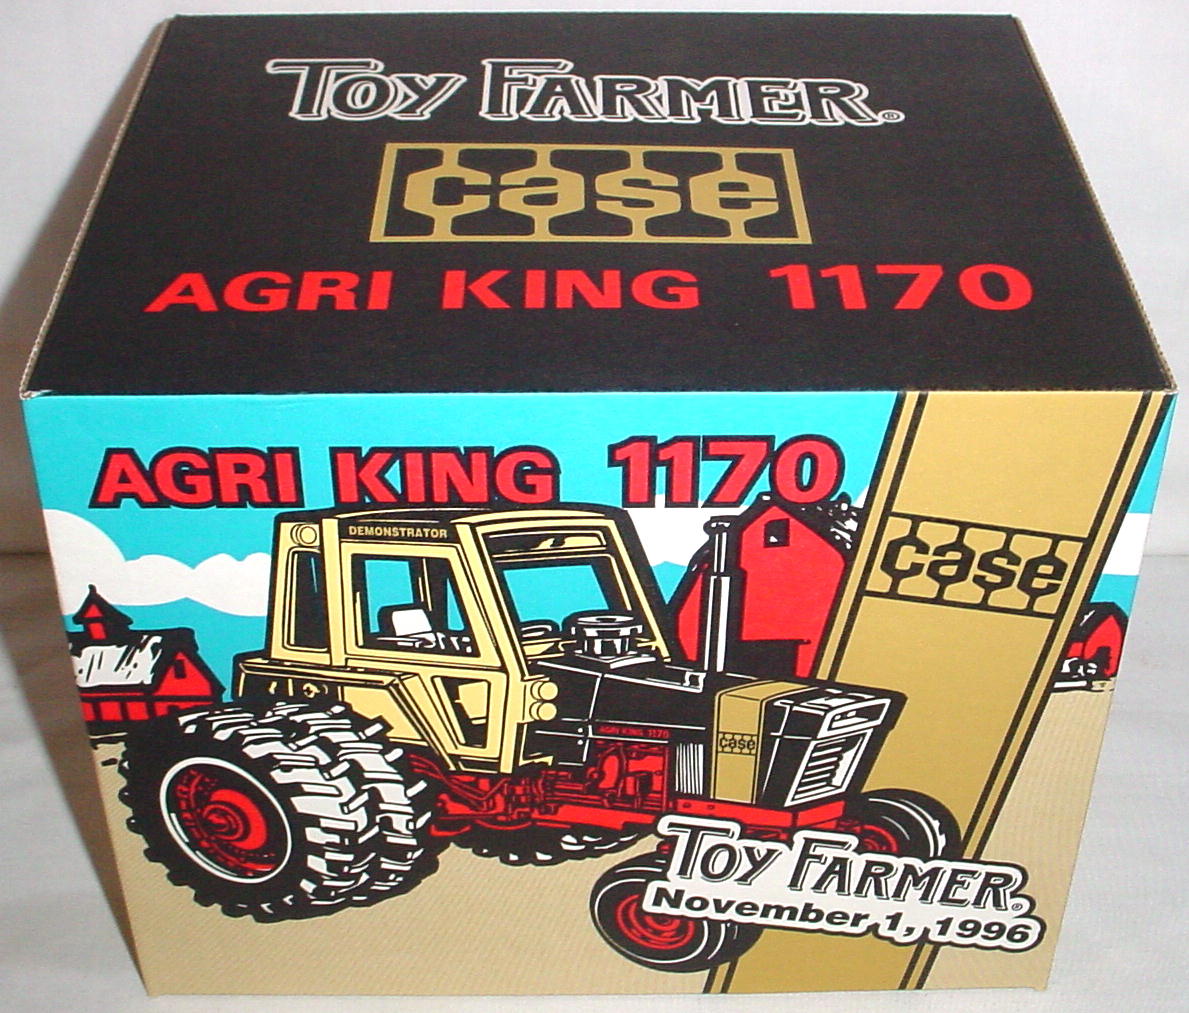 TOY FARMER.®
case
AGRI KING 1170
AGRI KING 1170
DEMONSTRATOR
case
AGRI KING 1170
case
TOY FARMER.®
November 1, 1996